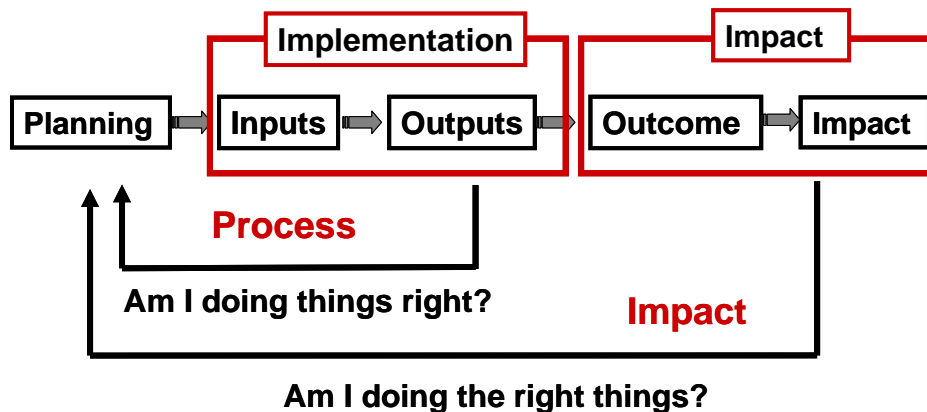 Implementation
Impact
Planning
Inputs
Outputs
Outcome
Impact
Process
Am I doing things right?
Impact
Am I doing the right things?